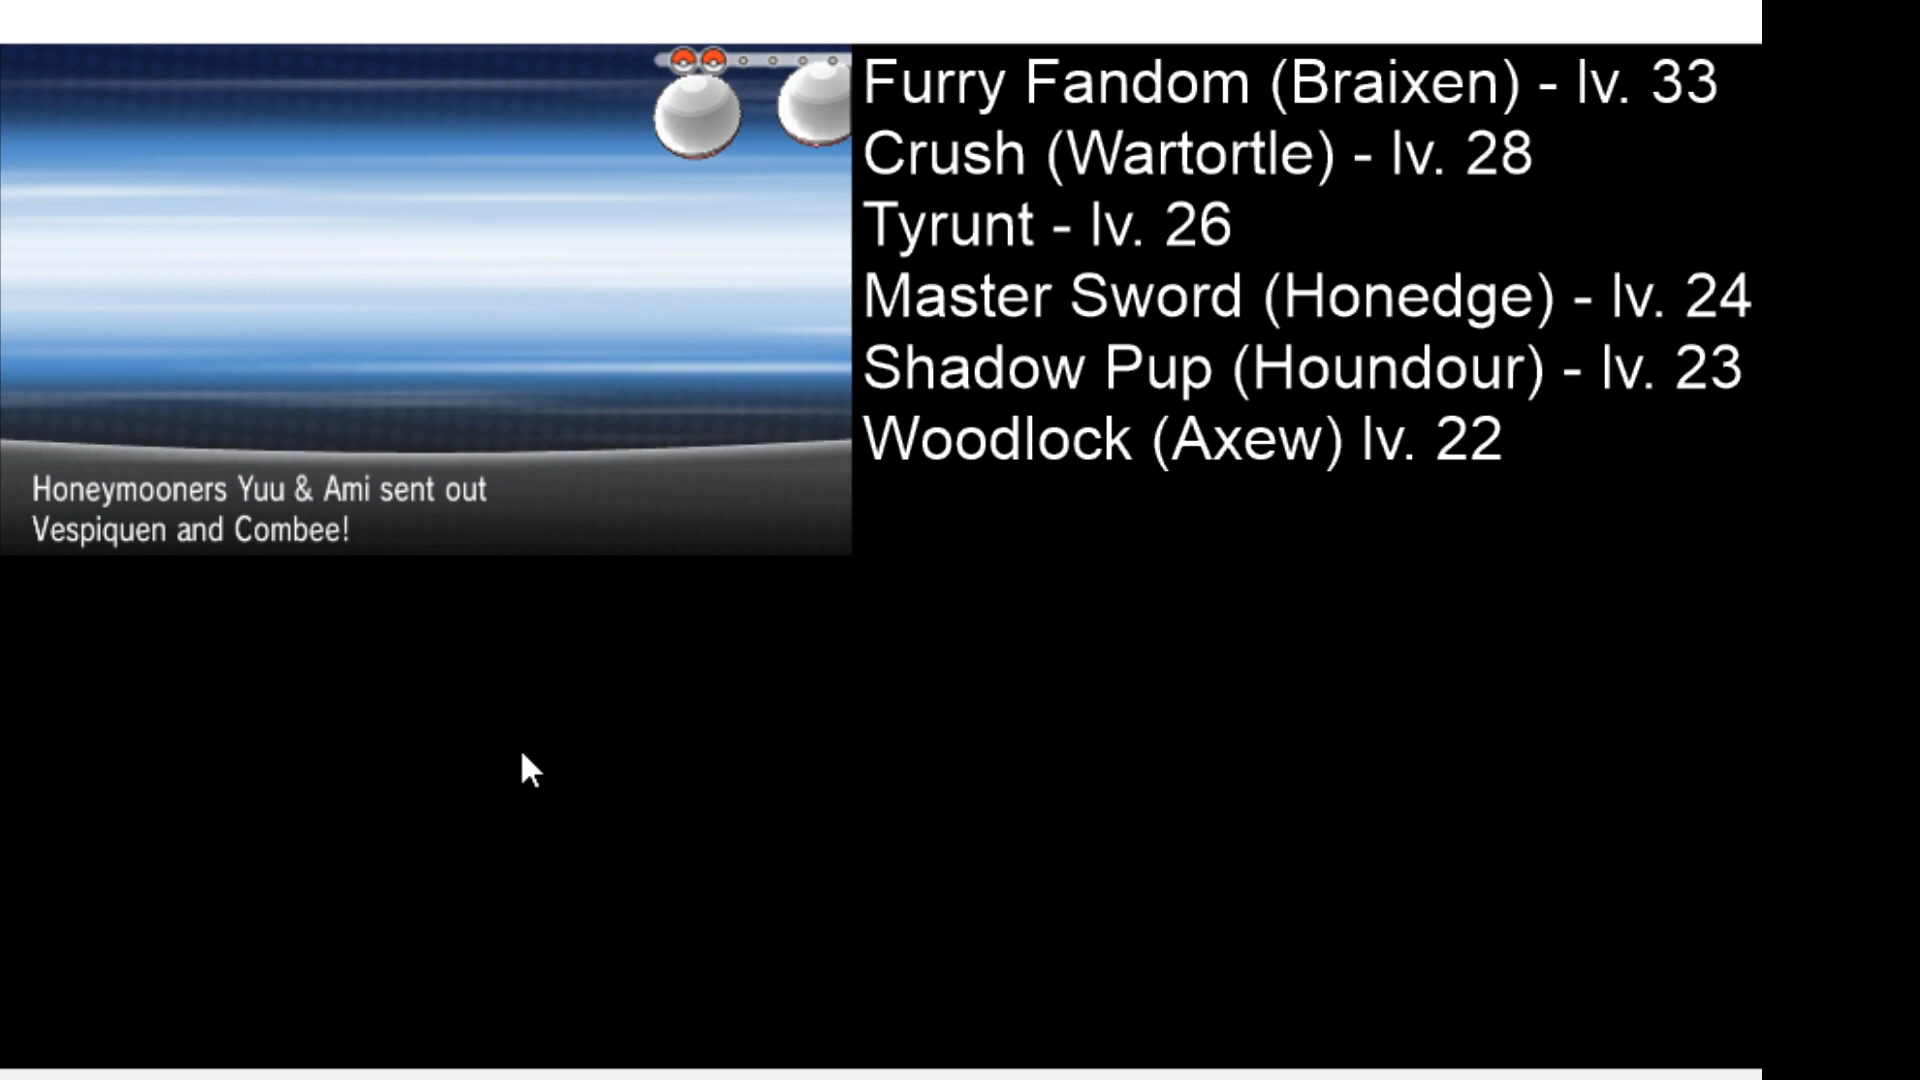 Furry Fandom (Braixen) - lv. 33
Crush (Wartortle) - lv. 28
Tyrunt - lv. 26
Master Sword (Honedge) - lv. 24
Shadow Pup (Houndour) - lv. 23
Woodlock (Axew) lv. 22
Honeymooners Yuu & Ami sent out
Vespiquen and Combee!